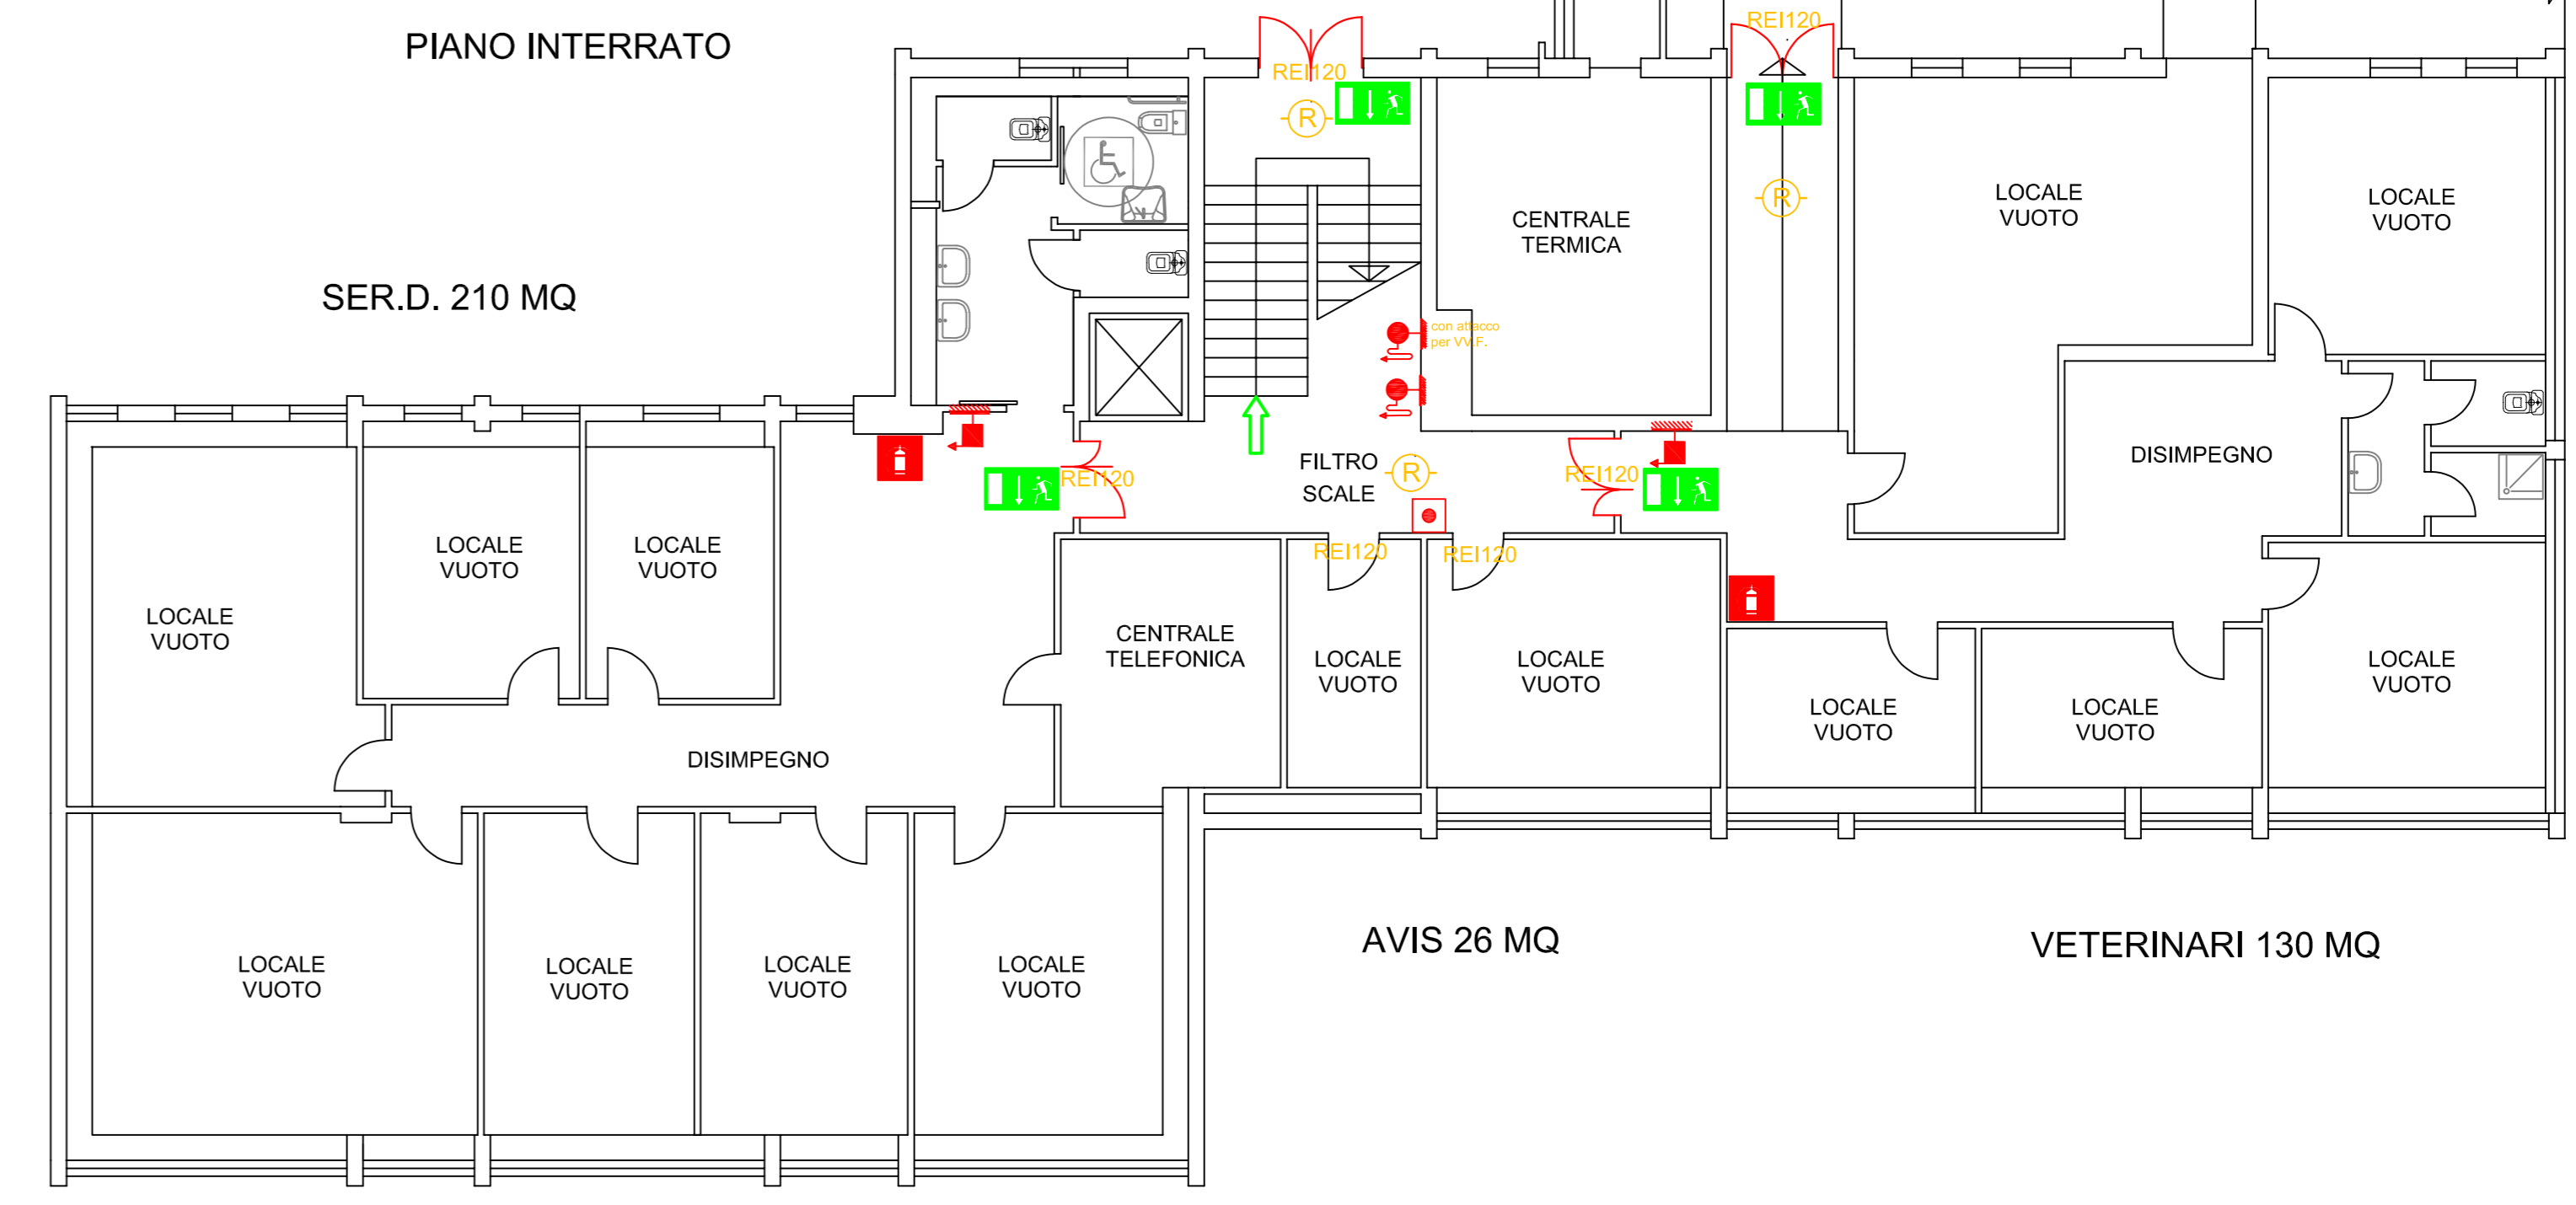 PIANO INTERRATO
REI120
REI120
R
R
LOCALE
VUOTO
LOCALE
VUOTO
CENTRALE
TERMICA
SER.D. 210 MQ
con attacco
per VV.F.
DISIMPEGNO
FILTRO
SCALE
R
REI120
REI120
REI120
REI120
LOCALE
VUOTO
LOCALE
VUOTO
LOCALE
VUOTO
CENTRALE
TELEFONICA
LOCALE
VUOTO
LOCALE
VUOTO
LOCALE
VUOTO
LOCALE
VUOTO
LOCALE
VUOTO
DISIMPEGNO
AVIS 26 MQ
VETERINARI 130 MQ
LOCALE
VUOTO
LOCALE
VUOTO
LOCALE
VUOTO
LOCALE
VUOTO